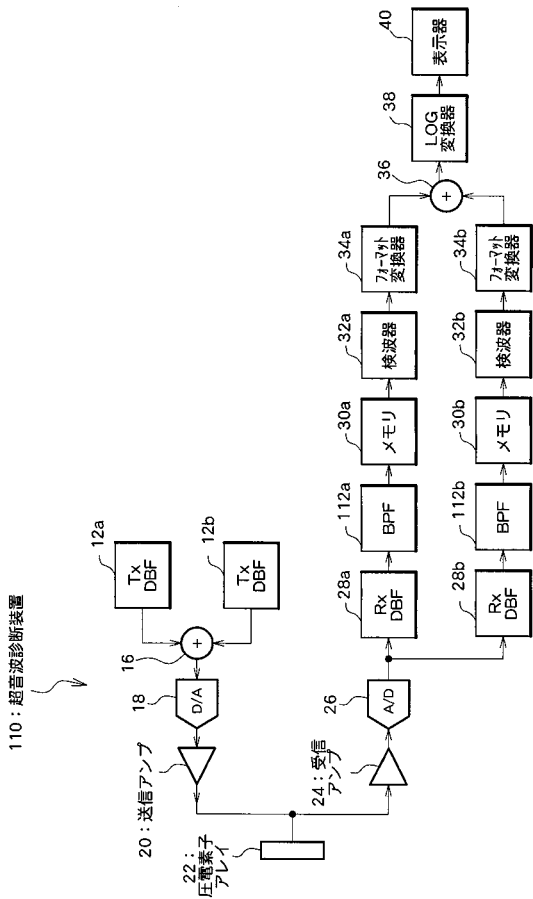 110：超音波診断装置
12a
Tx
DBF
12b
Tx
DBF
16
+
18
D/A
20：送信アンプ
22：
圧電素子
アレイ
24：受信
アンプ
26
A/D
28a
Rx
DBF
112a
BPF
30a
メモリ
32a
検波器
34a
フォーマット
変換器
28b
Rx
DBF
112b
BPF
30b
メモリ
32b
検波器
34b
フォーマット
変換器
36
+
38
LOG
変換器
40
表示器